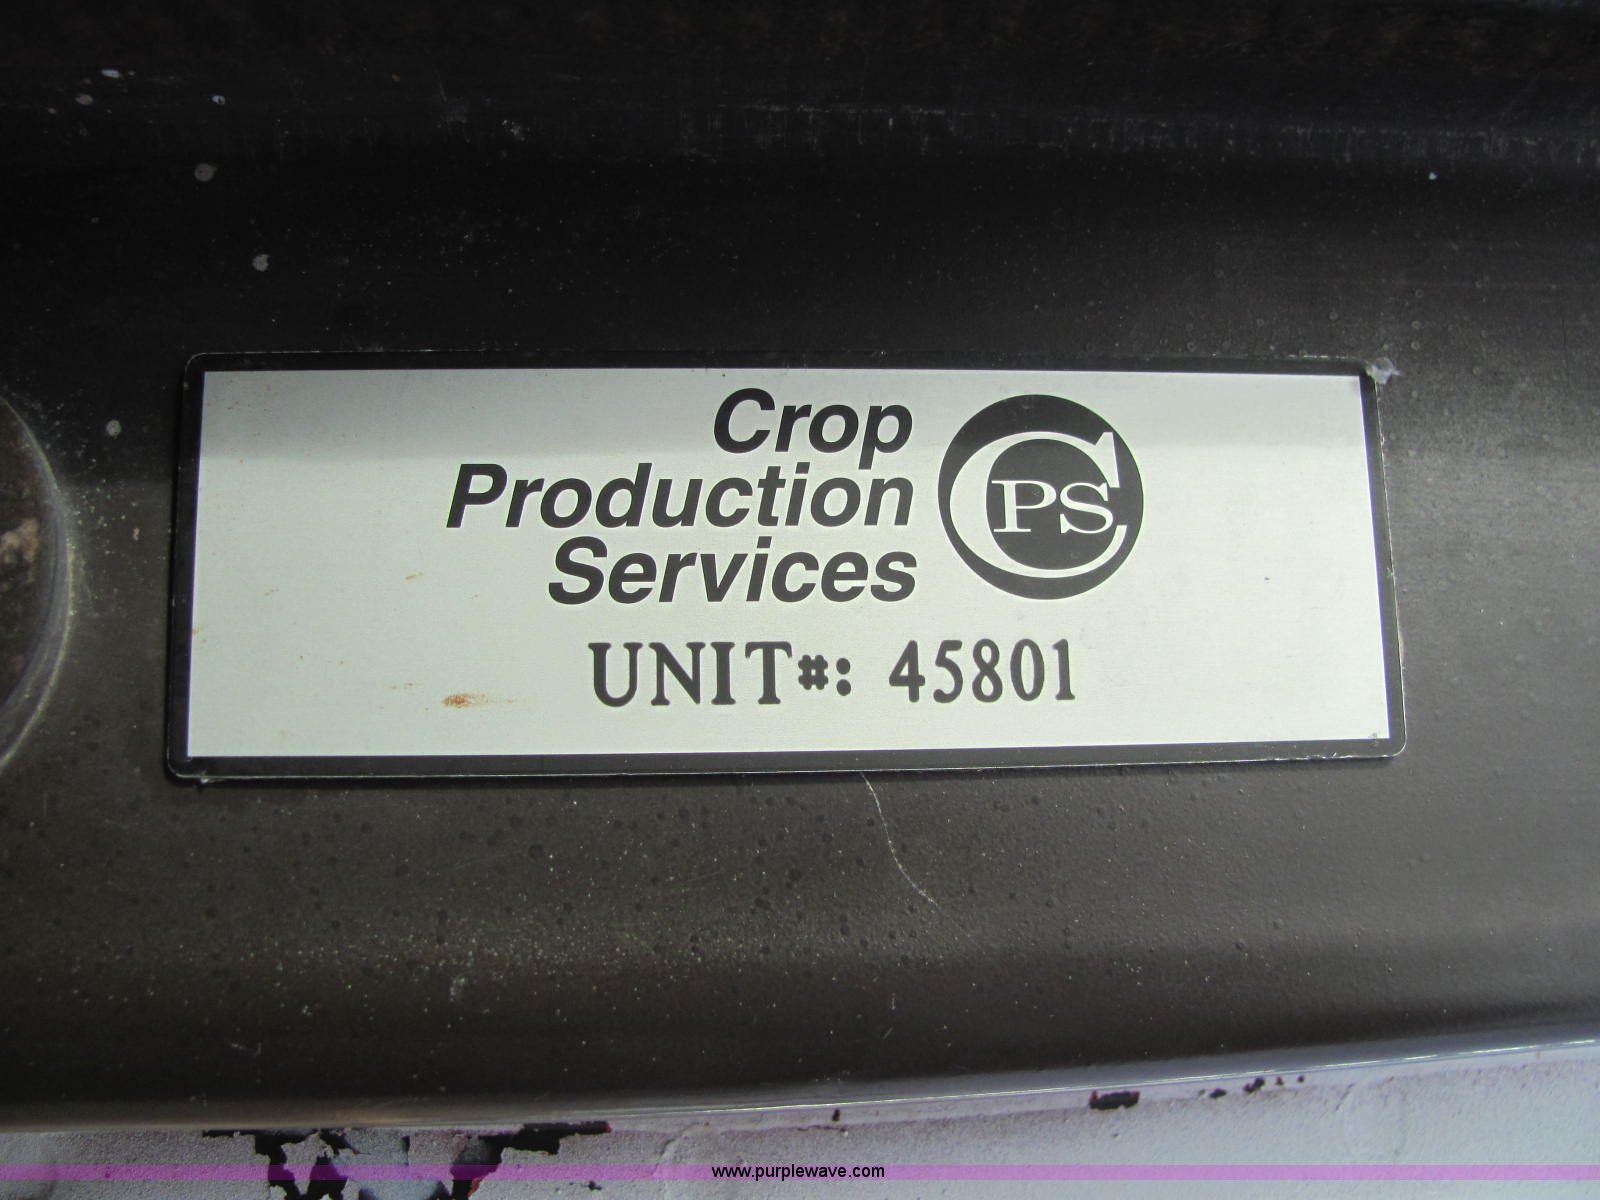 Crop
Production
Services
CPS
UNIT#: 45801
www.purplewave.com